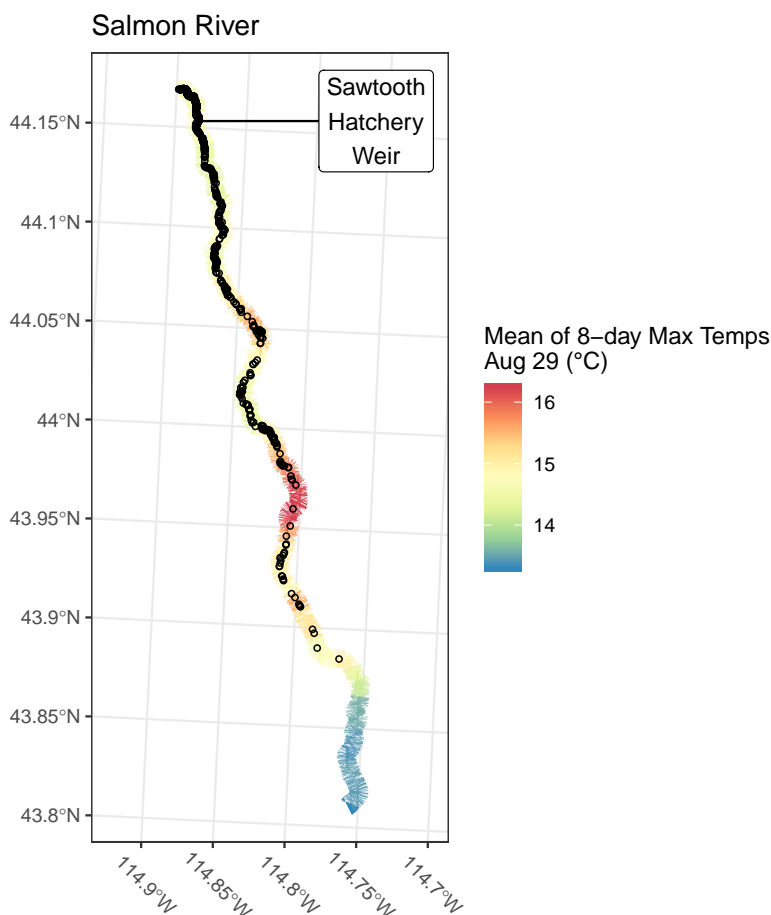 Salmon River
Sawtooth
Hatchery
Weir
44.15°N
44.1°N
44.05°N
44°N
43.95°N
43.9°N
43.85°N
43.8°N
114.9°W
114.85°W
114.8°W
114.75°W
114.7°W
Mean of 8−day Max Temps
Aug 29 (°C)
16
15
14